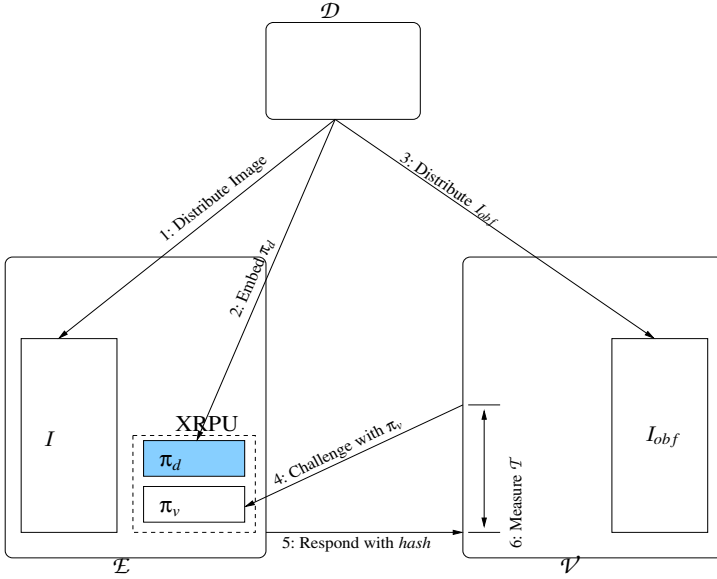 𝒟
1: Distribute Image
3: Distribute I_obf
2: Embed π_d
XRPU
I
π_d
π_v
4: Challenge with π_v
I_obf
6: Measure 𝒯
5: Respond with hash
ℰ
𝒱